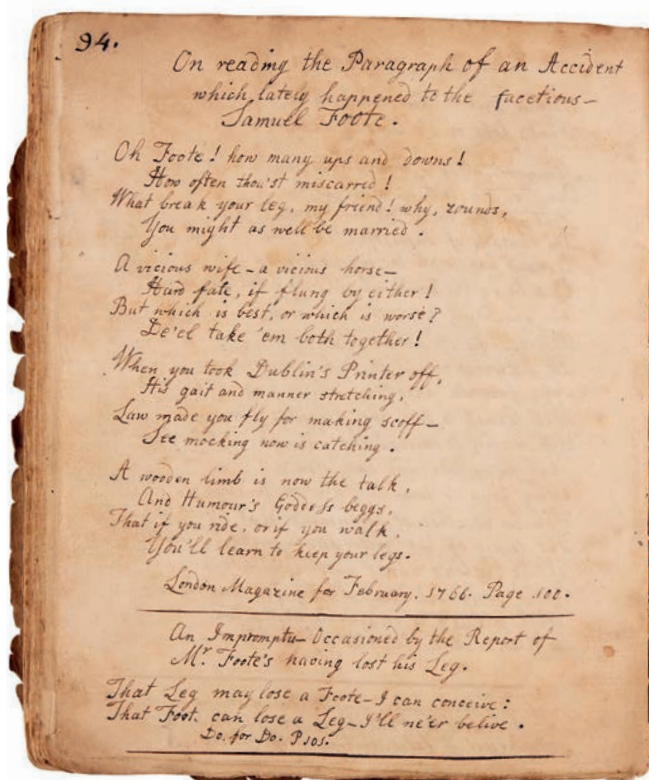 94.
On reading the Paragraph of an Accident
which lately happened to the facetious—
Samuel Foote.
Oh Foote! how many ups and downs!
How often thou'st miscarried!
What break your leg, my friend! why, zounds,
You might as well be married.
A vicious wife - a vicious horse—
Hard fate, if flung by either!
But which is best, or which is worse?
De'el take 'em both together!
When you took Dublin's Printer off,
His gait and manner stretching,
Law made you fly for making scoff—
See mocking now is catching.
A wooden limb is now the talk,
And Humour's Goddess beggs,
That if you ride, or if you walk,
You'll learn to keep your legs.
London Magazine for February, 1766. Page 100.
An Impromptu— Occasioned by the Report of
Mr Foote's having lost his Leg.
That Leg may lose a Foote— I can conceive:
That Foot. can lose a Leg— I'll ne'er belive.
Do. for Do. P 101.